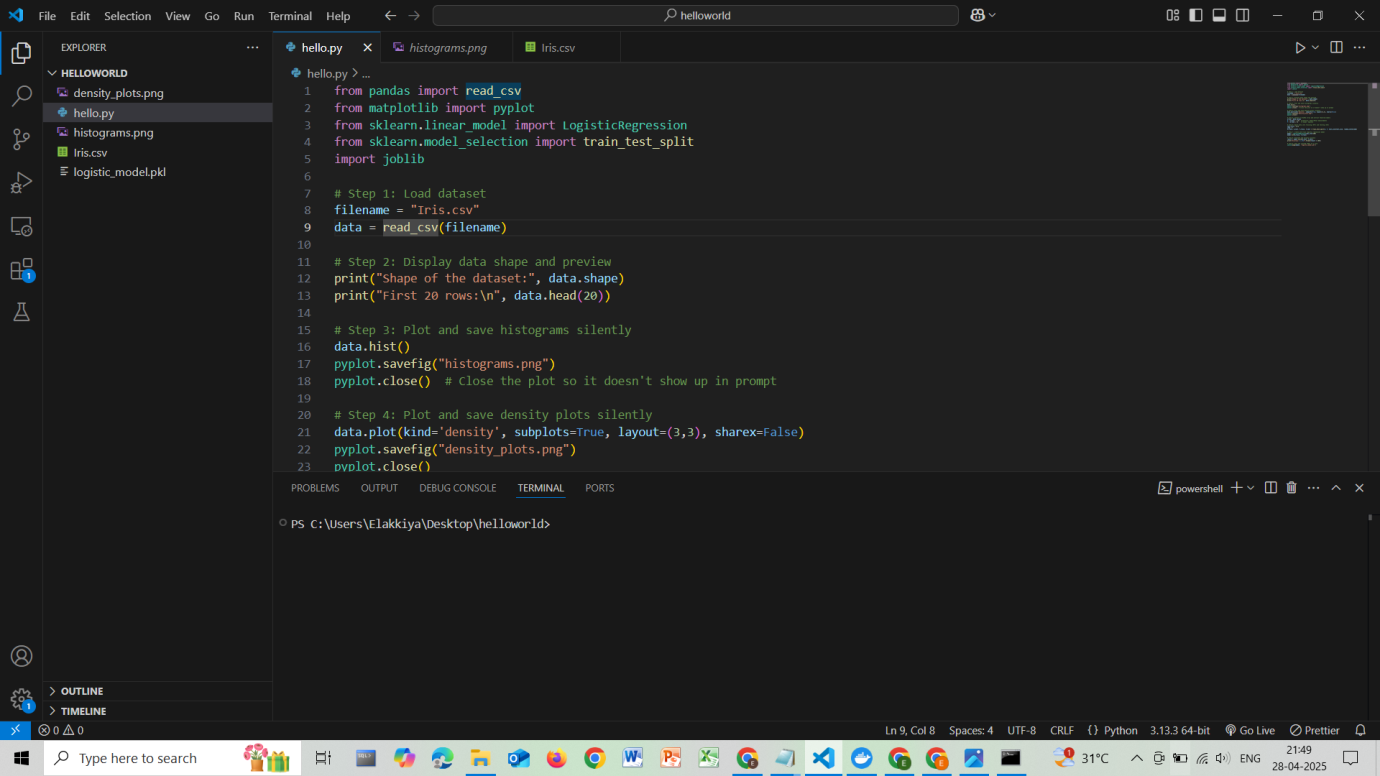 File Edit Selection View Go Run Terminal Help helloworld
EXPLORER
HELLOWORLD
density_plots.png
hello.py
histograms.png
Iris.csv
logistic_model.pkl
OUTLINE
TIMELINE
hello.py histograms.png Iris.csv
hello.py > ...
1 from pandas import read_csv
2 from matplotlib import pyplot
3 from sklearn.linear_model import LogisticRegression
4 from sklearn.model_selection import train_test_split
5 import joblib
6
7 # Step 1: Load dataset
8 filename = "Iris.csv"
9 data = read_csv(filename)
10
11 # Step 2: Display data shape and preview
12 print("Shape of the dataset:", data.shape)
13 print("First 20 rows:\n", data.head(20))
14
15 # Step 3: Plot and save histograms silently
16 data.hist()
17 pyplot.savefig("histograms.png")
18 pyplot.close()  # Close the plot so it doesn't show up in prompt
19
20 # Step 4: Plot and save density plots silently
21 data.plot(kind='density', subplots=True, layout=(3,3), sharex=False)
22 pyplot.savefig("density_plots.png")
23 pyplot.close()
PROBLEMS OUTPUT DEBUG CONSOLE TERMINAL PORTS powershell
PS C:\Users\Elakkiya\Desktop\helloworld>
0 0 Ln 9, Col 8 Spaces: 4 UTF-8 CRLF {} Python 3.13.3 64-bit Go Live Prettier
Type here to search 31°C ENG 21:49
28-04-2025